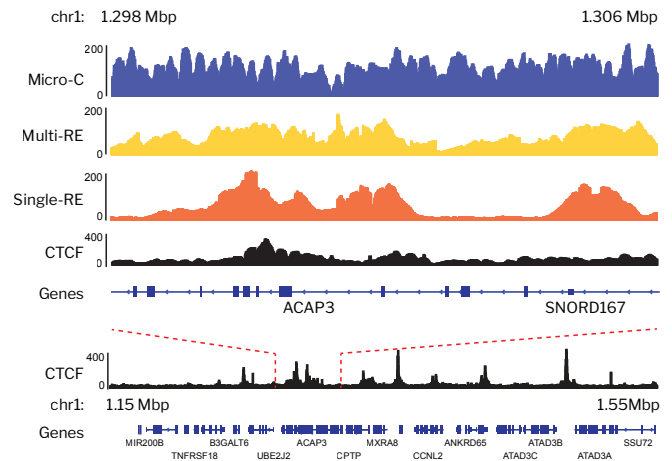 chr1: 1.298 Mbp 1.306 Mbp
200
Micro-C
0
200
Multi-RE
0
200
Single-RE
0
400
CTCF
0
Genes
ACAP3 SNORD167
400
CTCF
0
chr1: 1.15 Mbp 1.55Mbp
Genes
MIR200B B3GALT6 ACAP3 MXRA8 ANKRD65 ATAD3B SSU72
TNFRSF18 UBE2J2 CPTP CCNL2 ATAD3C ATAD3A